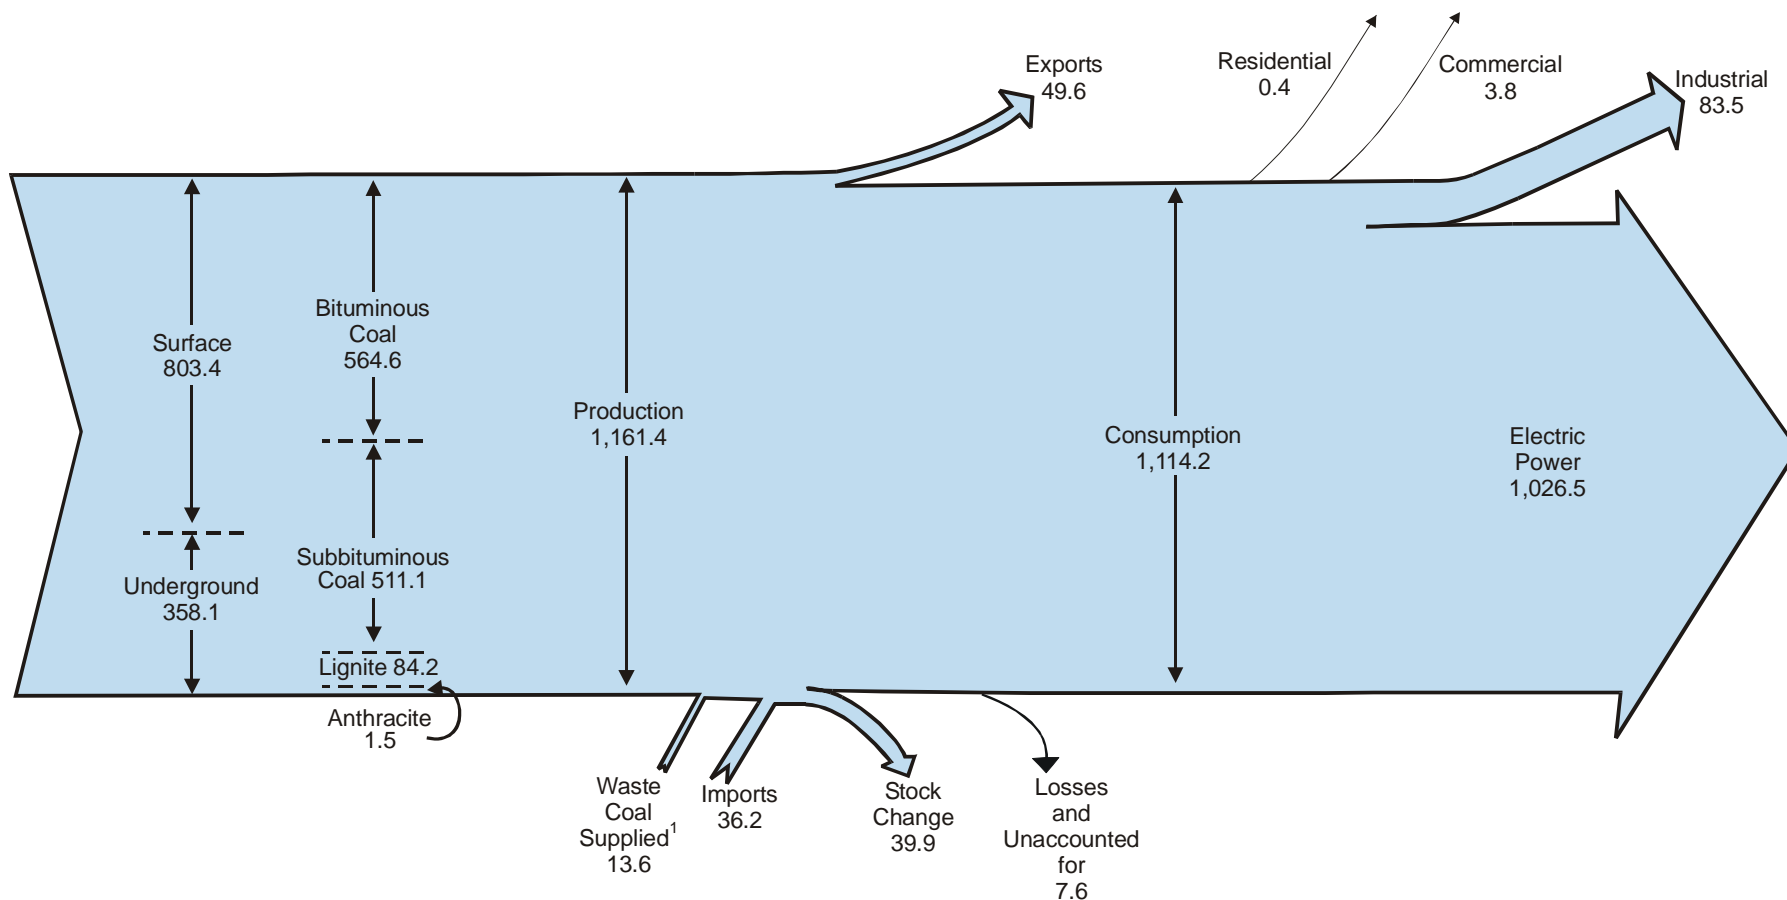 Exports
49.6
Residential
0.4
Commercial
3.8
Industrial
83.5
Surface
803.4
Underground
358.1
Bituminous
Coal
564.6
Subbituminous
Coal 511.1
Lignite 84.2
Anthracite
1.5
Production
1,161.4
Consumption
1,114.2
Electric
Power
1,026.5
Waste
Coal
Supplied1
13.6
Imports
36.2
Stock
Change
39.9
Losses
and
Unaccounted
for
7.6